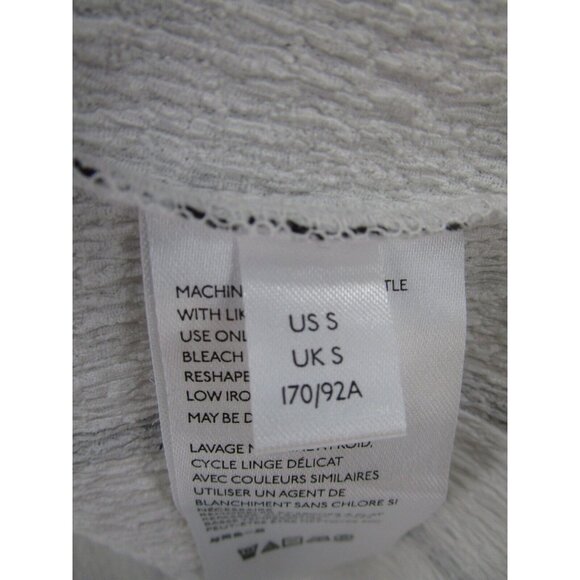 US S
UK S
170/92A
MACHIN TLE
WITH LIK
USE ONL
BLEACH
RESHAPE
LOW IRO
MAY BE D
LAVAGE
CYCLE LINGE DÉLICAT
AVEC COULEURS SIMILAIRES
UTILISER UN AGENT DE
BLANCHIMENT SANS CHLORE SI
NÉCESSAIRE